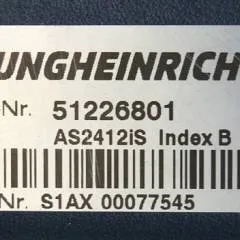 UNGHEINRICH
-Nr. 51226801
AS2412iS Index B
Nr. S1AX 00077545